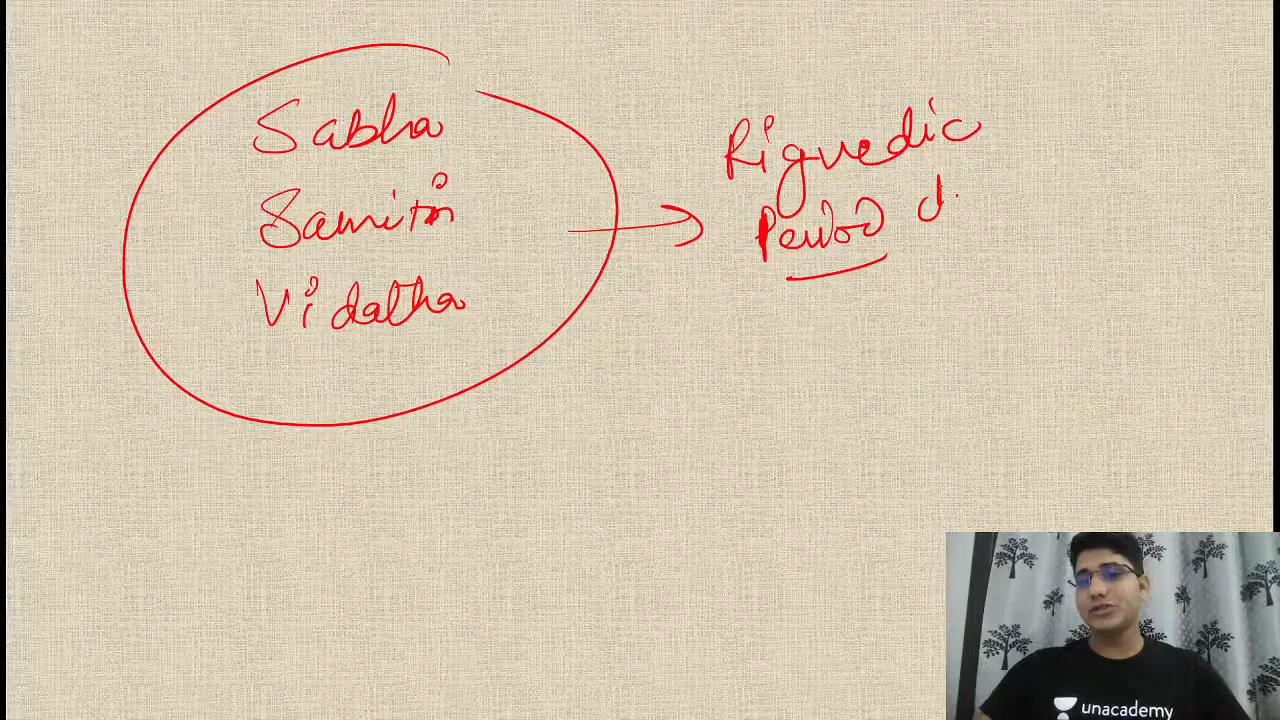 Sabha
Samiti
Vidatha
Rigvedic
Period
unacademy